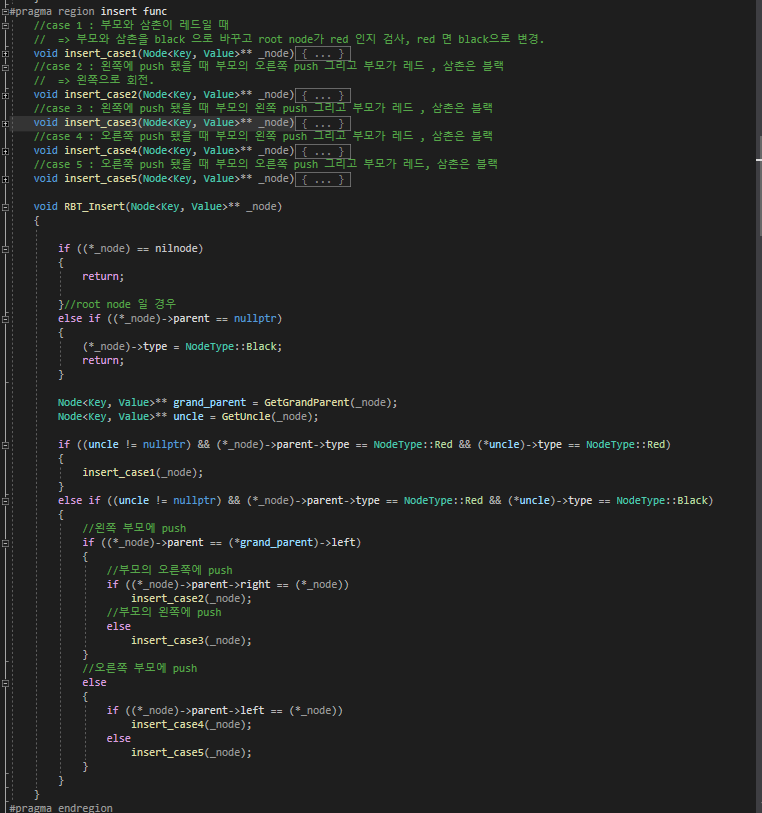 #pragma region insert func
//case 1 : 부모와 삼촌이 레드일 때
//  => 부모와 삼촌을 black 으로 바꾸고 root node가 red 인지 검사, red 면 black으로 변경.
void insert_case1(Node<Key, Value>** _node){ ... }
//case 2 : 왼쪽에 push 됐을 때 부모의 오른쪽 push 그리고 부모가 레드 , 삼촌은 블랙
//  => 왼쪽으로 회전.
void insert_case2(Node<Key, Value>** _node){ ... }
//case 3 : 왼쪽에 push 됐을 때 부모의 왼쪽 push 그리고 부모가 레드 , 삼촌은 블랙
void insert_case3(Node<Key, Value>** _node){ ... }
//case 4 : 오른쪽 push 됐을 때 부모의 왼쪽 push 그리고 부모가 레드 , 삼촌은 블랙
void insert_case4(Node<Key, Value>** _node){ ... }
//case 5 : 오른쪽 push 됐을 때 부모의 오른쪽 push 그리고 부모가 레드, 삼촌은 블랙
void insert_case5(Node<Key, Value>** _node){ ... }
void RBT_Insert(Node<Key, Value>** _node)
{
if ((*_node) == nilnode)
{
return;
}//root node 일 경우
else if ((*_node)->parent == nullptr)
{
(*_node)->type = NodeType::Black;
return;
}
Node<Key, Value>** grand_parent = GetGrandParent(_node);
Node<Key, Value>** uncle = GetUncle(_node);
if ((uncle != nullptr) && (*_node)->parent->type == NodeType::Red && (*uncle)->type == NodeType::Red)
{
insert_case1(_node);
}
else if ((uncle != nullptr) && (*_node)->parent->type == NodeType::Red && (*uncle)->type == NodeType::Black)
{
//왼쪽 부모에 push
if ((*_node)->parent == (*grand_parent)->left)
{
//부모의 오른쪽에 push
if ((*_node)->parent->right == (*_node))
insert_case2(_node);
//부모의 왼쪽에 push
else
insert_case3(_node);
}
//오른쪽 부모에 push
else
{
if ((*_node)->parent->left == (*_node))
insert_case4(_node);
else
insert_case5(_node);
}
}
}
#pragma endregion